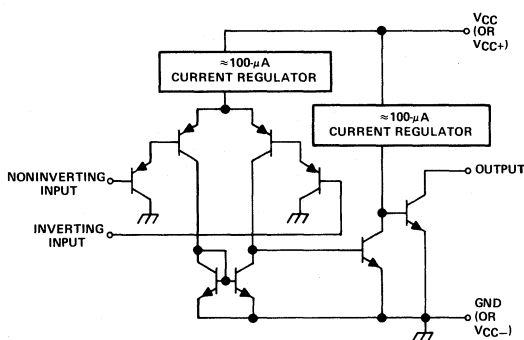 VCC
(OR
VCC+)
≈100-μA
CURRENT REGULATOR
≈100-μA
CURRENT REGULATOR
NONINVERTING
INPUT
OUTPUT
INVERTING
INPUT
GND
(OR
VCC−)